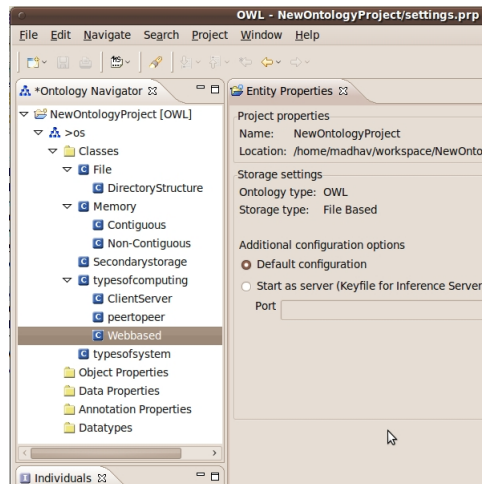 OWL - NewOntologyProject/settings.prp
File Edit Navigate Search Project Window Help
*Ontology Navigator
Entity Properties
NewOntologyProject [OWL]
>os
Classes
File
DirectoryStructure
Memory
Contiguous
Non-Contiguous
Secondarystorage
typesofcomputing
ClientServer
peertopeer
Webbased
typesofsystem
Object Properties
Data Properties
Annotation Properties
Datatypes
Individuals
Project properties
Name: NewOntologyProject
Location: /home/madhav/workspace/NewOnto
Storage settings
Ontology type: OWL
Storage type: File Based
Additional configuration options
Default configuration
Start as server (Keyfile for Inference Server
Port